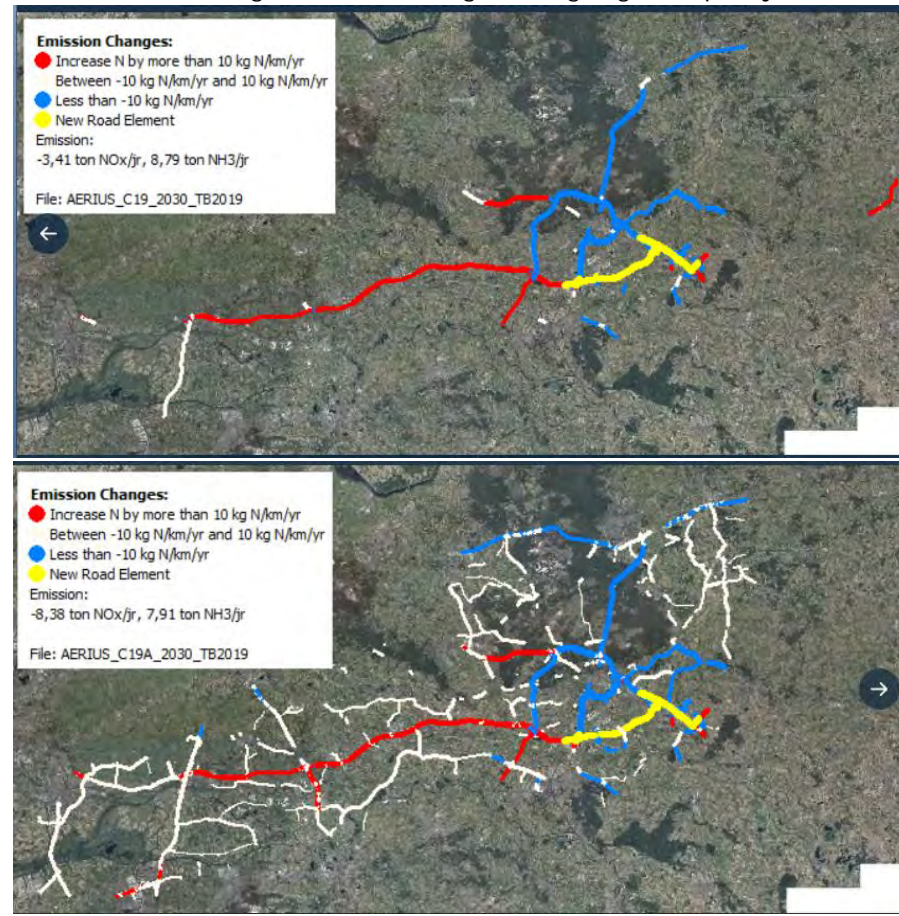 Emission Changes:
Increase N by more than 10 kg N/km/yr
Between -10 kg N/km/yr and 10 kg N/km/yr
Less than -10 kg N/km/yr
New Road Element
Emission:
-3,41 ton NOx/jr, 8,79 ton NH3/jr
File: AERIUS_C19_2030_TB2019
Emission Changes:
Increase N by more than 10 kg N/km/yr
Between -10 kg N/km/yr and 10 kg N/km/yr
Less than -10 kg N/km/yr
New Road Element
Emission:
-8,38 ton NOx/jr, 7,91 ton NH3/jr
File: AERIUS_C19A_2030_TB2019